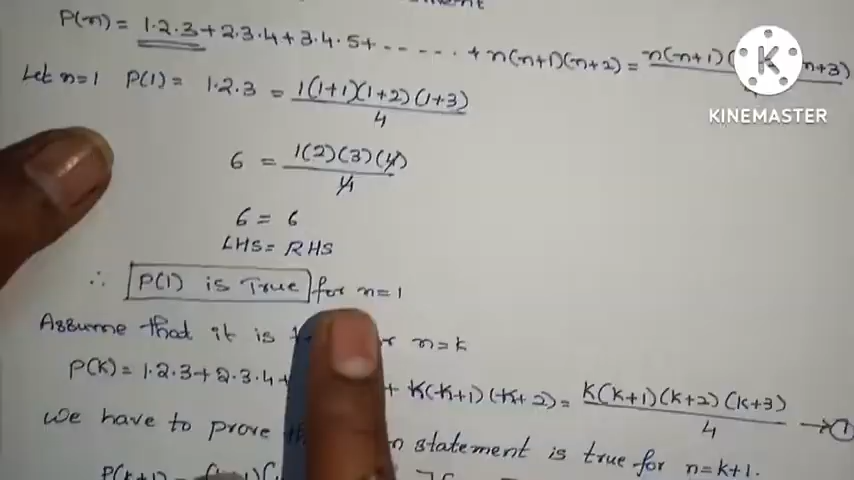 P(n) = 1·2·3 + 2·3·4 + 3·4·5 + - - - - - + n(n+1)(n+2) = n(n+1)( n+3)
4
K
KINEMASTER
Let n=1 P(1) = 1·2·3 = 1(1+1)(1+2)(1+3)
4
6 = 1(2)(3)(4)
4
6 = 6
LHS = RHS
∴ P(1) is True for n=1
Assume that it is n=k
P(K) = 1·2·3 + 2·3·4 + + K(K+1)(K+2) = K(K+1)(K+2)(K+3)
4 → 1
We have to prove statement is true for n=k+1.
P(k+1)